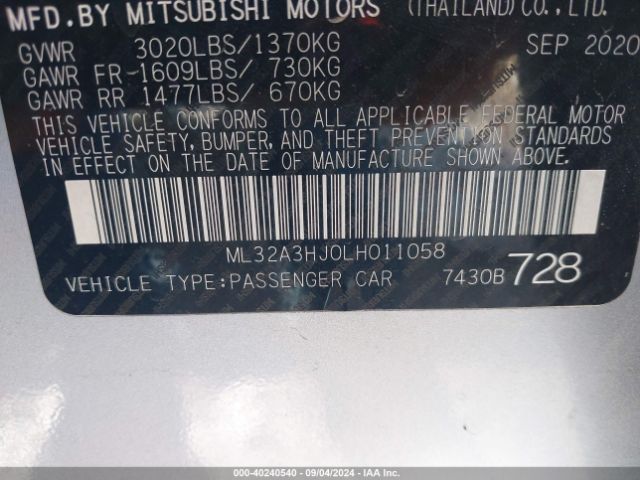 MFD.BY MITSUBISHI MOTORS (THAILAND)CO.,LTD.
GVWR 3020LBS/1370KG SEP 2020
GAWR FR-1609LBS/ 730KG
GAWR RR 1477LBS/ 670KG
THIS VEHICLE CONFORMS TO ALL APPLICABLE FEDERAL MOTOR
VEHICLE SAFETY, BUMPER, AND THEFT PREVENTION STANDARDS
IN EFFECT ON THE DATE OF MANUFACTURE SHOWN ABOVE.
ML32A3HJ0LH011058
VEHICLE TYPE:PASSENGER CAR 7430B 728
000-40240540 - 09/04/2024 - IAA Inc.